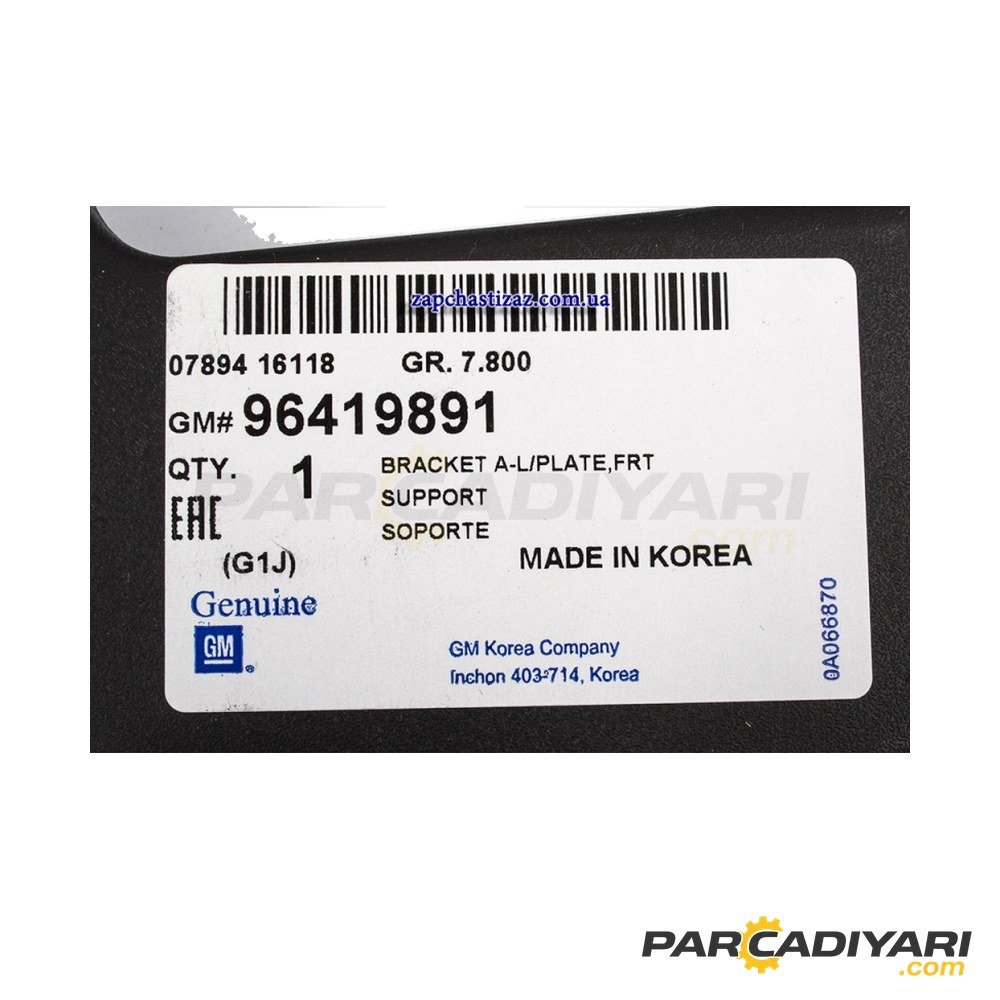 zapchastizaz.com.ua
07894 16118 GR. 7.800
GM# 96419891
QTY. 1 BRACKET A-L/PLATE,FRT
SUPPORT
EAC SOPORTE
(G1J) MADE IN KOREA
Genuine
GM
GM Korea Company
Inchon 403-714, Korea
0A066870
PARCADIYARI
.com
PARCADIYARI
.com